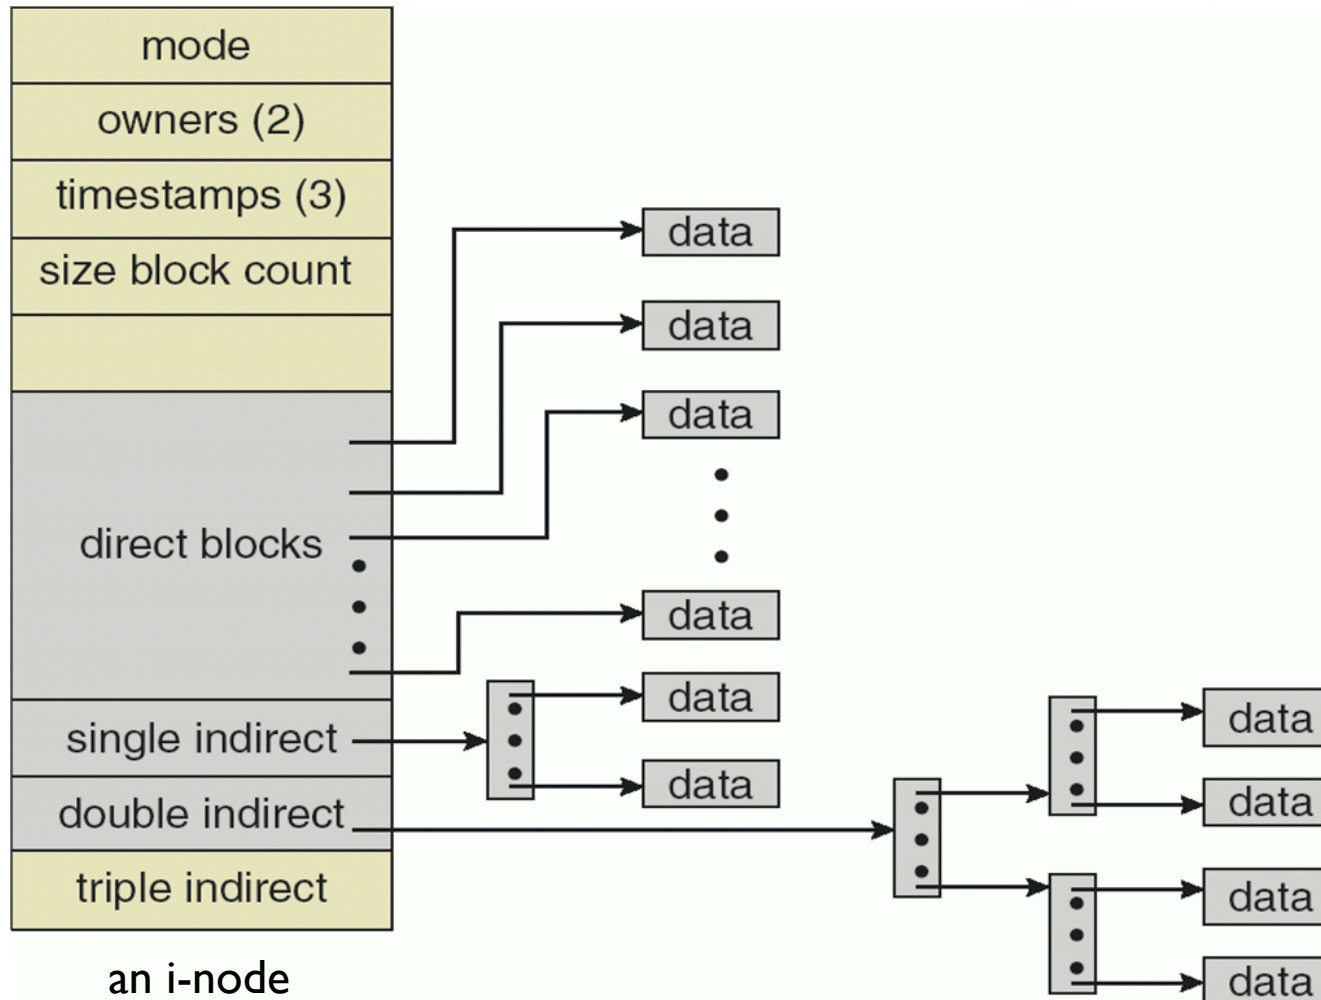 mode
owners (2)
timestamps (3)
size block count
data
data
data
direct blocks
data
data
single indirect
data
double indirect
triple indirect
data
data
data
data
an i-node